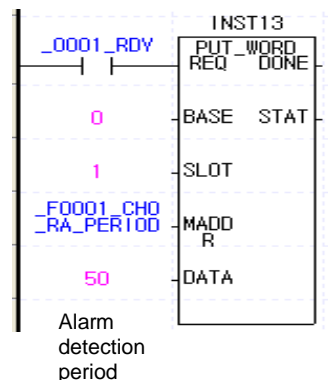 INST13
_0001_RDY
PUT_WORD
REQ DONE
0
BASE STAT
1
SLOT
_F0001_CH0
_RA_PERIOD
MADD
R
50
DATA
Alarm
detection
period